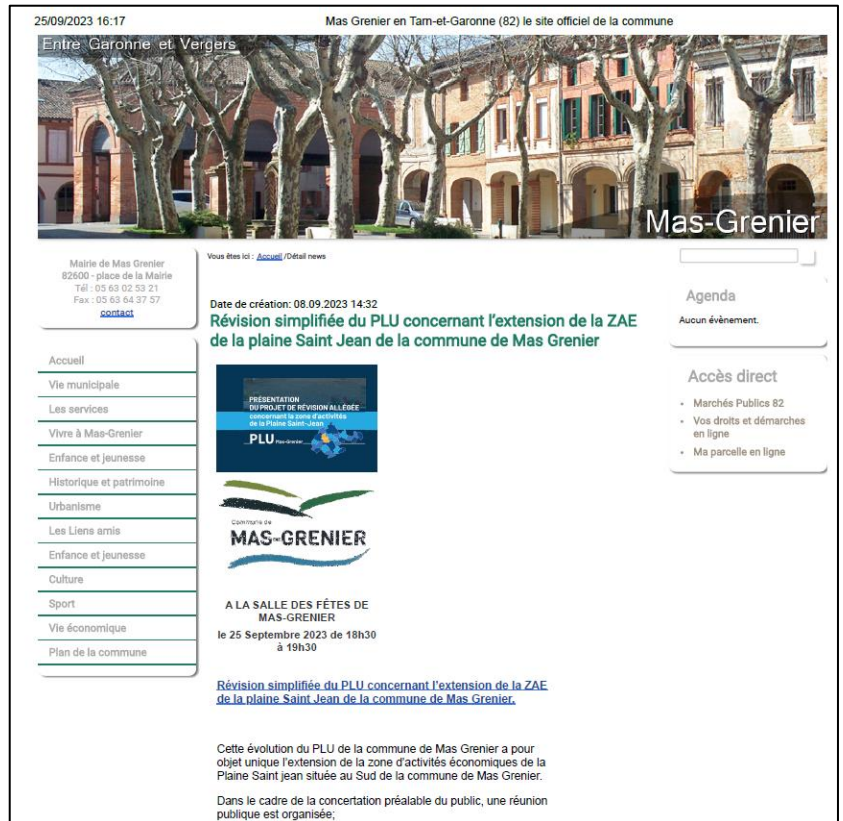 25/09/2023 16:17
Mas Grenier en Tarn-et-Garonne (82) le site officiel de la commune
Entre Garonne et Vergers
Mas-Grenier
Mairie de Mas Grenier
82600 - place de la Mairie
Tél : 05 63 02 53 21
Fax : 05 63 64 37 57
contact
Accueil
Vie municipale
Les services
Vivre à Mas-Grenier
Enfance et jeunesse
Historique et patrimoine
Urbanisme
Les Liens amis
Enfance et jeunesse
Culture
Sport
Vie économique
Plan de la commune
Vous êtes ici : Accueil /Détail news
Date de création: 08.09.2023 14:32
Révision simplifiée du PLU concernant l'extension de la ZAE
de la plaine Saint Jean de la commune de Mas Grenier
PRÉSENTATION
DU PROJET DE RÉVISION ALLÉGÉE
concernant la zone d'activités
de la Plaine Saint-Jean
PLU Mas-Grenier
Commune de
MAS-GRENIER
A LA SALLE DES FÊTES DE
MAS-GRENIER
le 25 Septembre 2023 de 18h30
à 19h30
Révision simplifiée du PLU concernant l'extension de la ZAE
de la plaine Saint Jean de la commune de Mas Grenier.
Cette évolution du PLU de la commune de Mas Grenier a pour
objet unique l'extension de la zone d'activités économiques de la
Plaine Saint jean située au Sud de la commune de Mas Grenier.
Dans le cadre de la concertation préalable du public, une réunion
publique est organisée;
Agenda
Aucun évènement.
Accès direct
Marchés Publics 82
Vos droits et démarches
en ligne
Ma parcelle en ligne